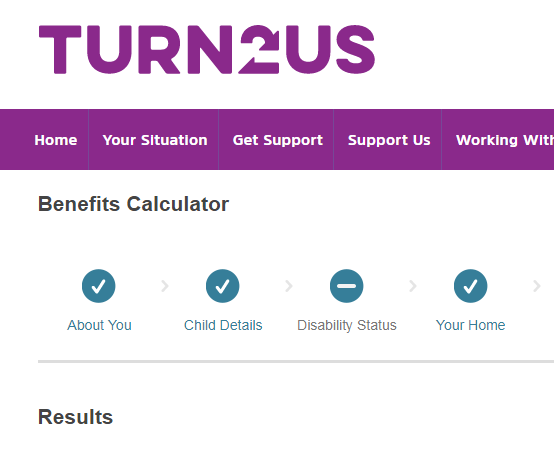 TURN2US
Home Your Situation Get Support Support Us Working With
Benefits Calculator
About You Child Details Disability Status Your Home
Results